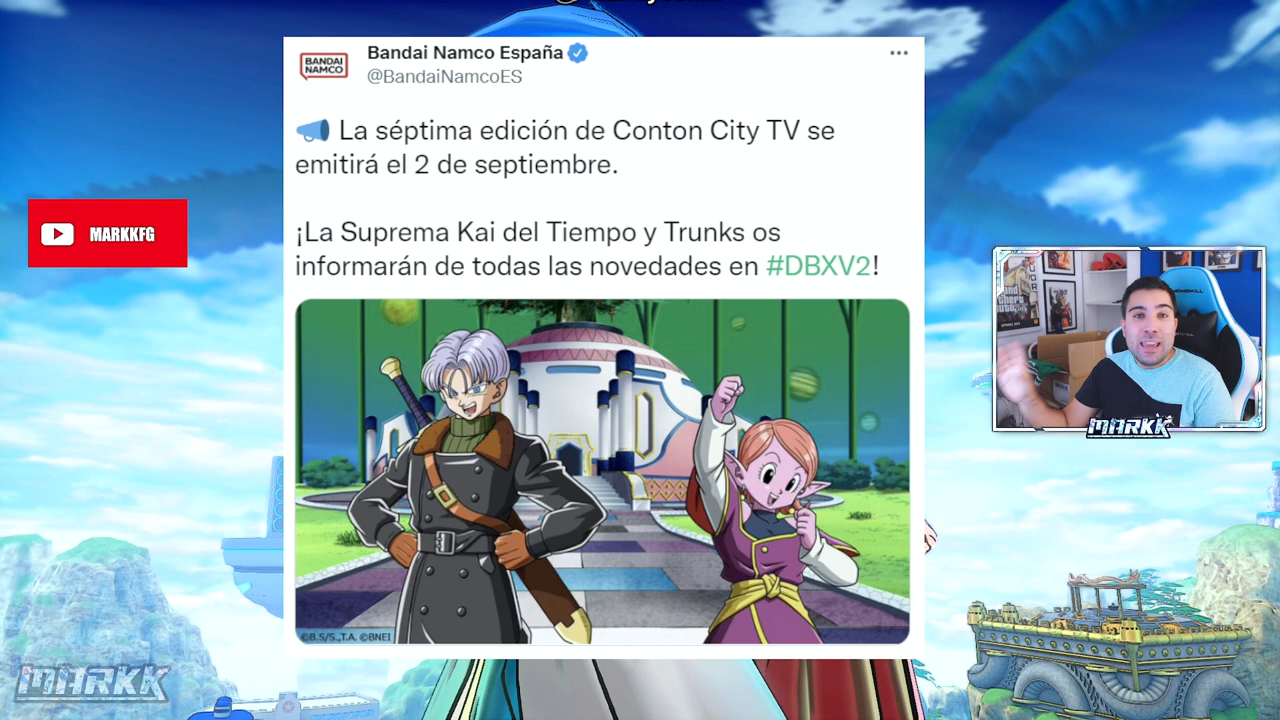 Bandai Namco España
BANDAI
NAMCO
@BandaiNamcoES
📢 La séptima edición de Conton City TV se
emitirá el 2 de septiembre.
¡La Suprema Kai del Tiempo y Trunks os
informarán de todas las novedades en #DBXV2!
MARKKFG
MARKK
©B.S/S.,T.A. ©BNEI
MARKK